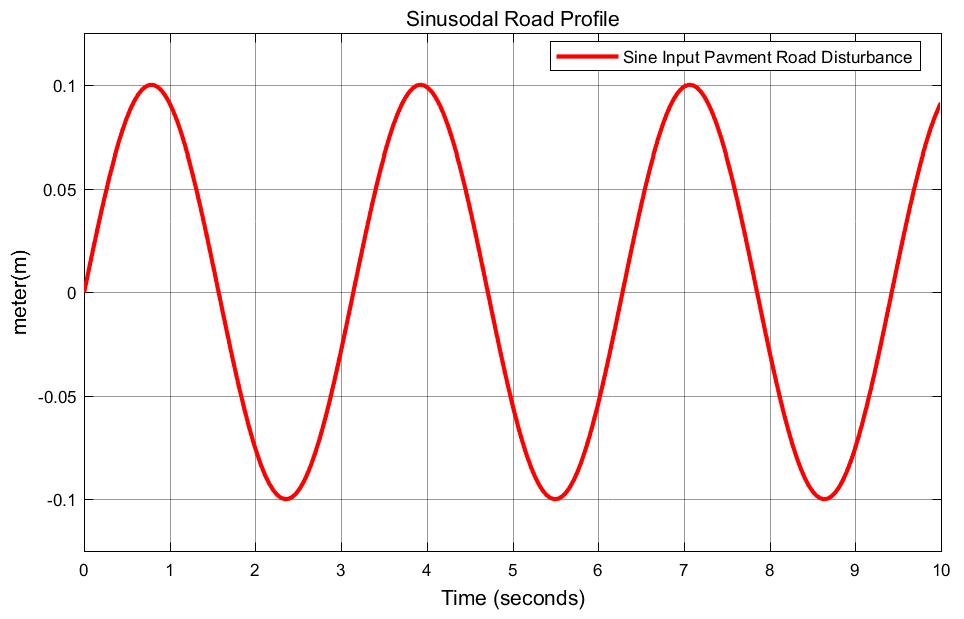 Sinusodal Road Profile
Sine Input Pavment Road Disturbance
0.1
0.05
0
-0.05
-0.1
meter(m)
0 1 2 3 4 5 6 7 8 9 10
Time (seconds)